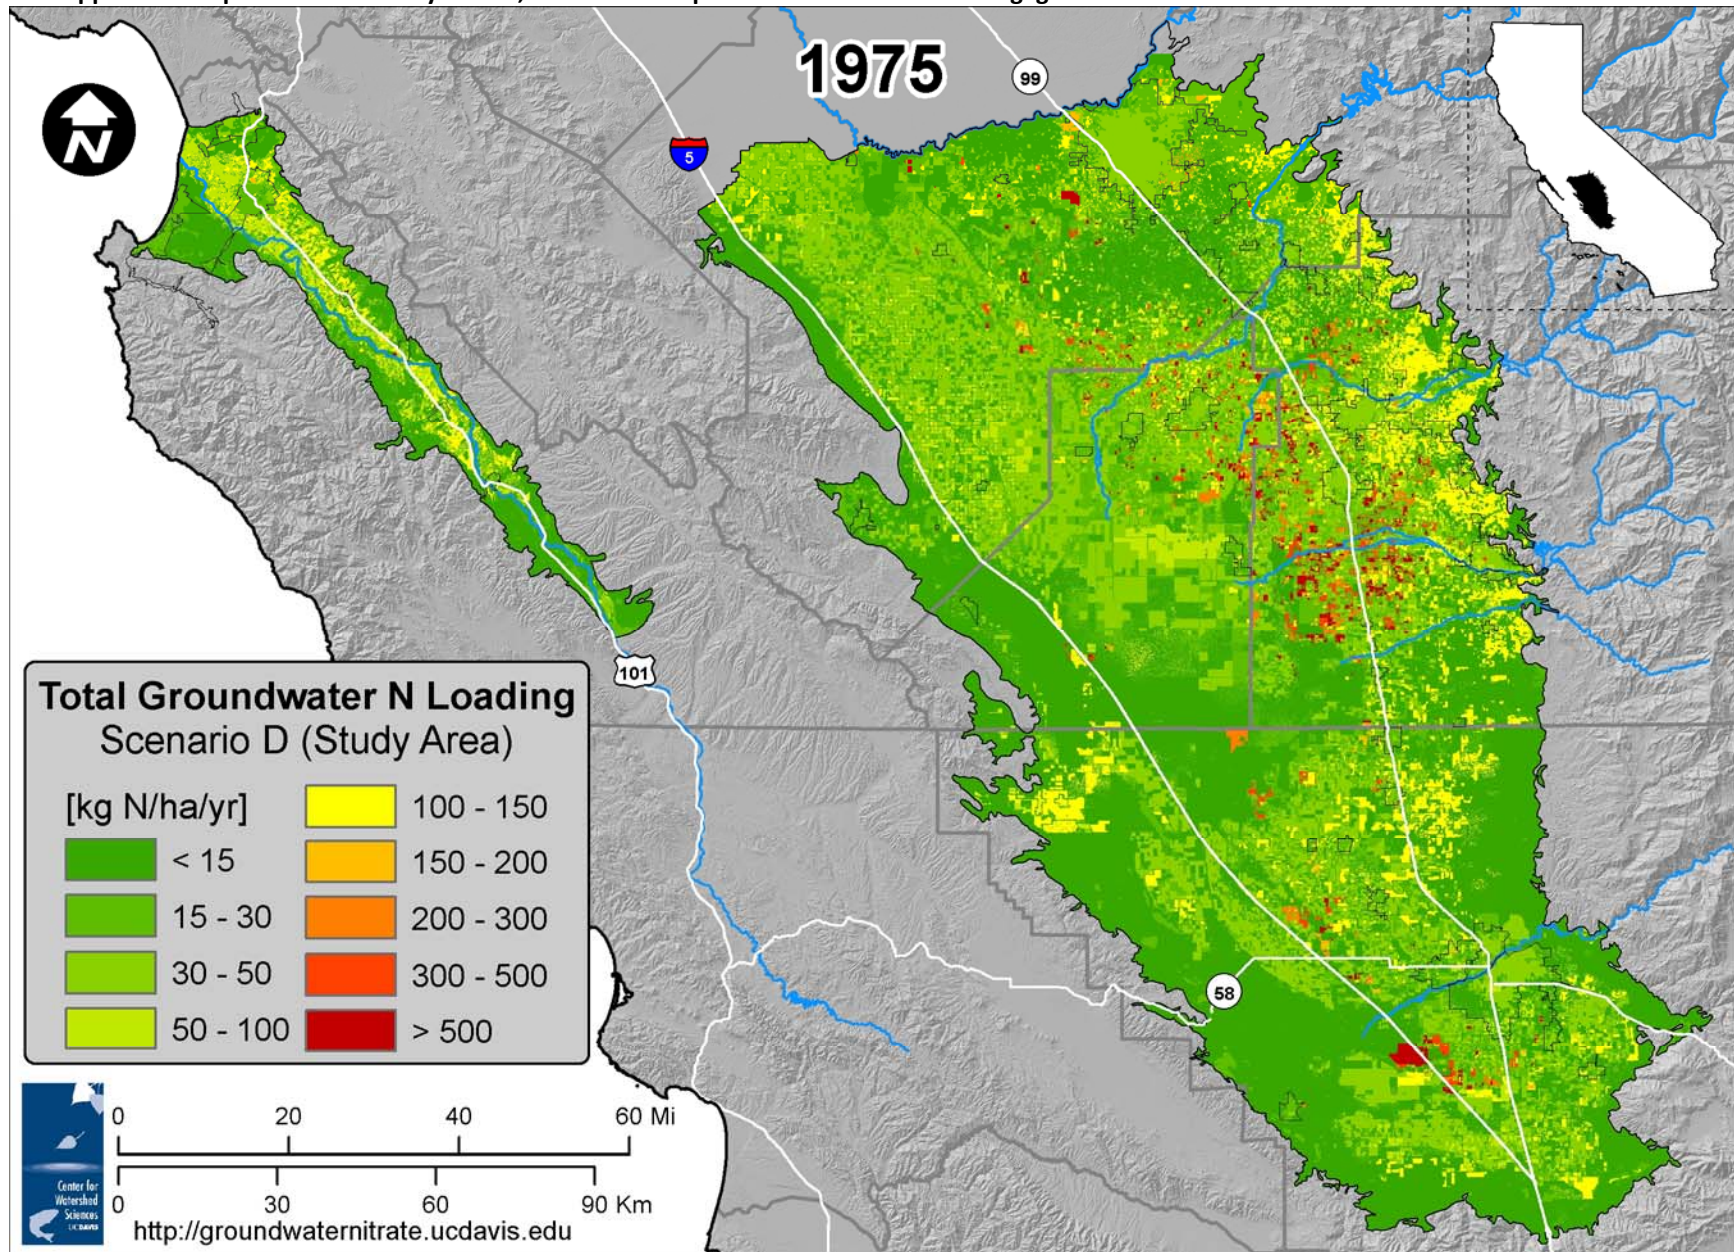 1975
99
N
5
101
Total Groundwater N Loading
Scenario D (Study Area)
[kg N/ha/yr]
< 15
15 - 30
30 - 50
50 - 100
100 - 150
150 - 200
200 - 300
300 - 500
> 500
58
0 20 40 60 Mi
0 30 60 90 Km
Center for
Watershed
Sciences
UC DAVIS
http://groundwaternitrate.ucdavis.edu